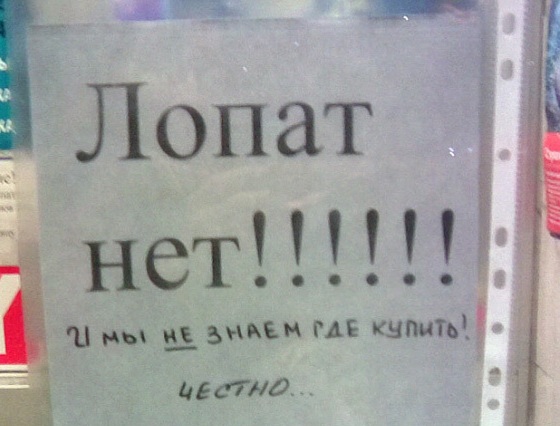 Лопат
нет!!!!!!
И мы не знаем где купить!
честно...